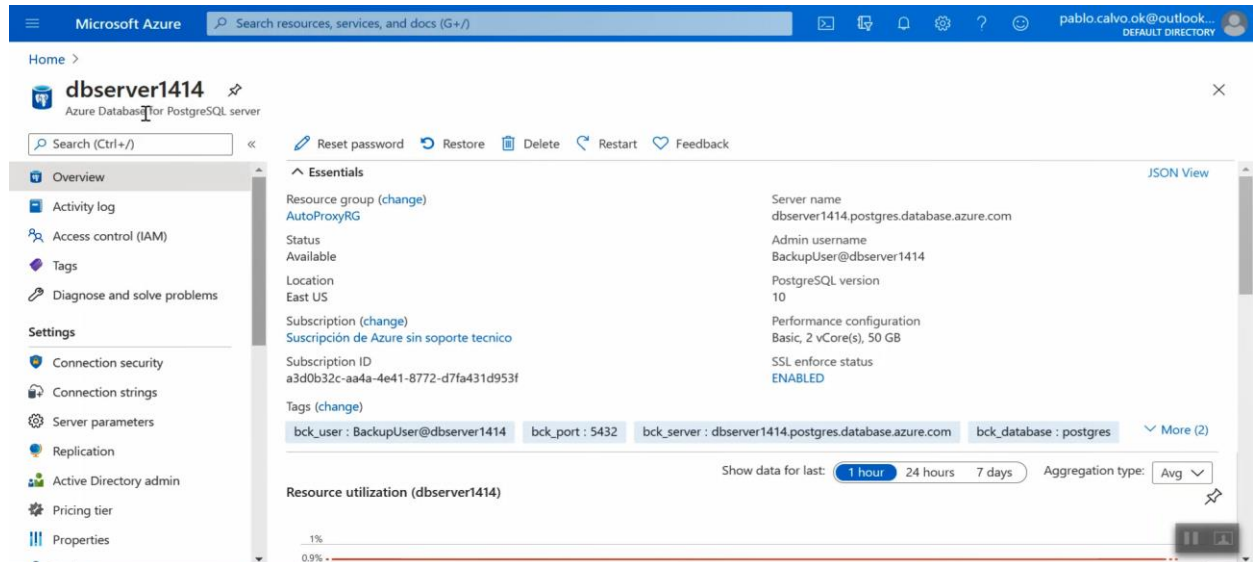 Microsoft Azure
Search resources, services, and docs (G+/)
pablo.calvo.ok@outlook...
DEFAULT DIRECTORY
Home >
dbserver1414
Azure Database for PostgreSQL server
Search (Ctrl+/)
«
Reset password
Restore
Delete
Restart
Feedback
Overview
Activity log
Access control (IAM)
Tags
Diagnose and solve problems
Settings
Connection security
Connection strings
Server parameters
Replication
Active Directory admin
Pricing tier
Properties
Essentials
JSON View
Resource group (change)
AutoProxyRG
Status
Available
Location
East US
Subscription (change)
Suscripción de Azure sin soporte tecnico
Subscription ID
a3d0b32c-aa4a-4e41-8772-d7fa431d953f
Server name
dbserver1414.postgres.database.azure.com
Admin username
BackupUser@dbserver1414
PostgreSQL version
10
Performance configuration
Basic, 2 vCore(s), 50 GB
SSL enforce status
ENABLED
Tags (change)
bck_user : BackupUser@dbserver1414
bck_port : 5432
bck_server : dbserver1414.postgres.database.azure.com
bck_database : postgres
More (2)
Show data for last:
1 hour
24 hours
7 days
Aggregation type:
Avg
Resource utilization (dbserver1414)
1%
0.9%